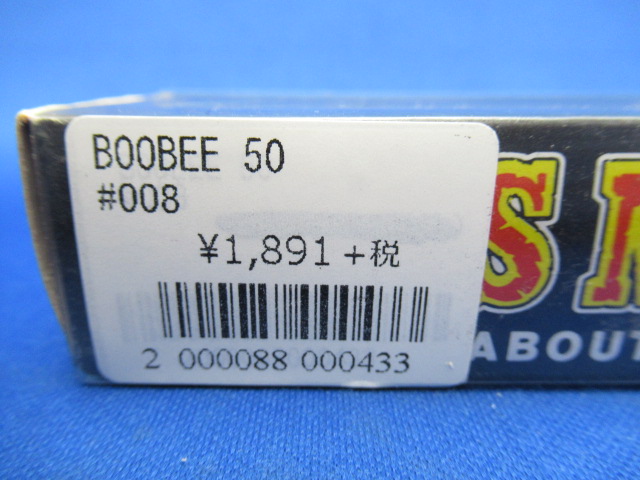 BOOBEE 50
#008
¥1,891 +税
2 000088 000433
S
ABOUT